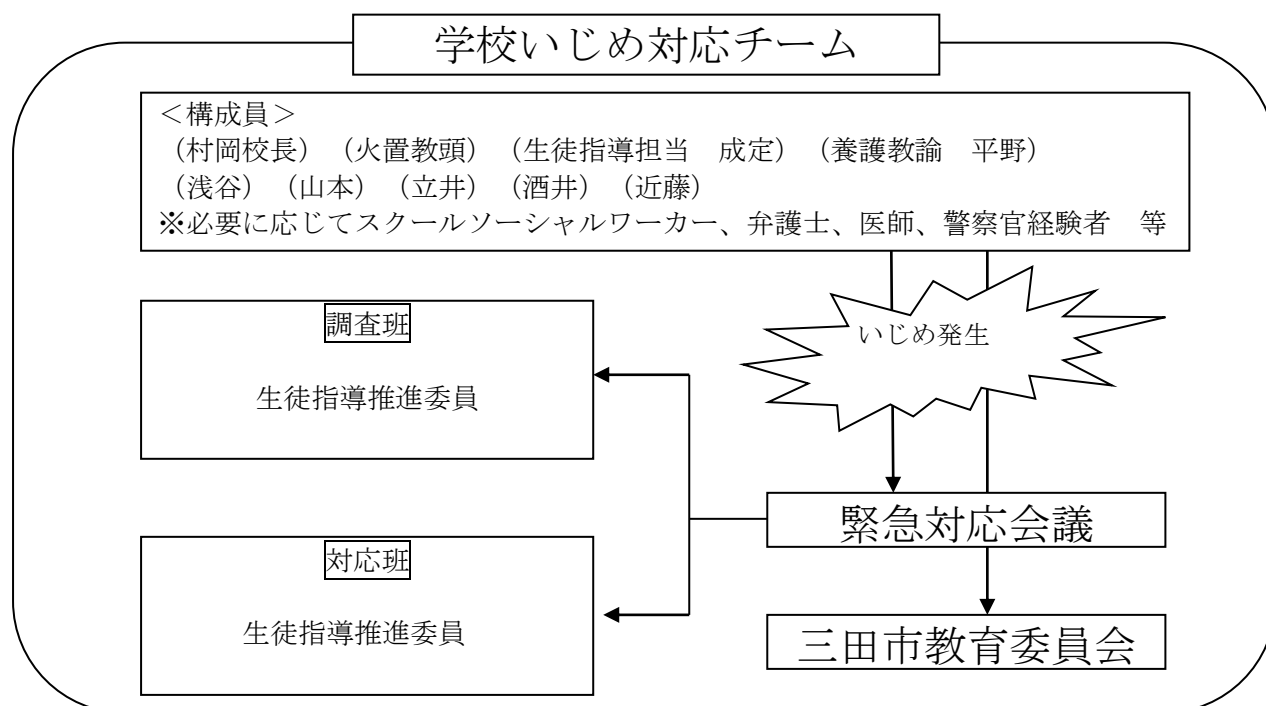 学校いじめ対応チーム
＜構成員＞
（村岡校長）（火置教頭）（生徒指導担当　成定）（養護教諭　平野）
（浅谷）（山本）（立井）（酒井）（近藤）
※必要に応じてスクールソーシャルワーカー、弁護士、医師、警察官経験者　等
いじめ発生
調査班
生徒指導推進委員
緊急対応会議
対応班
生徒指導推進委員
三田市教育委員会